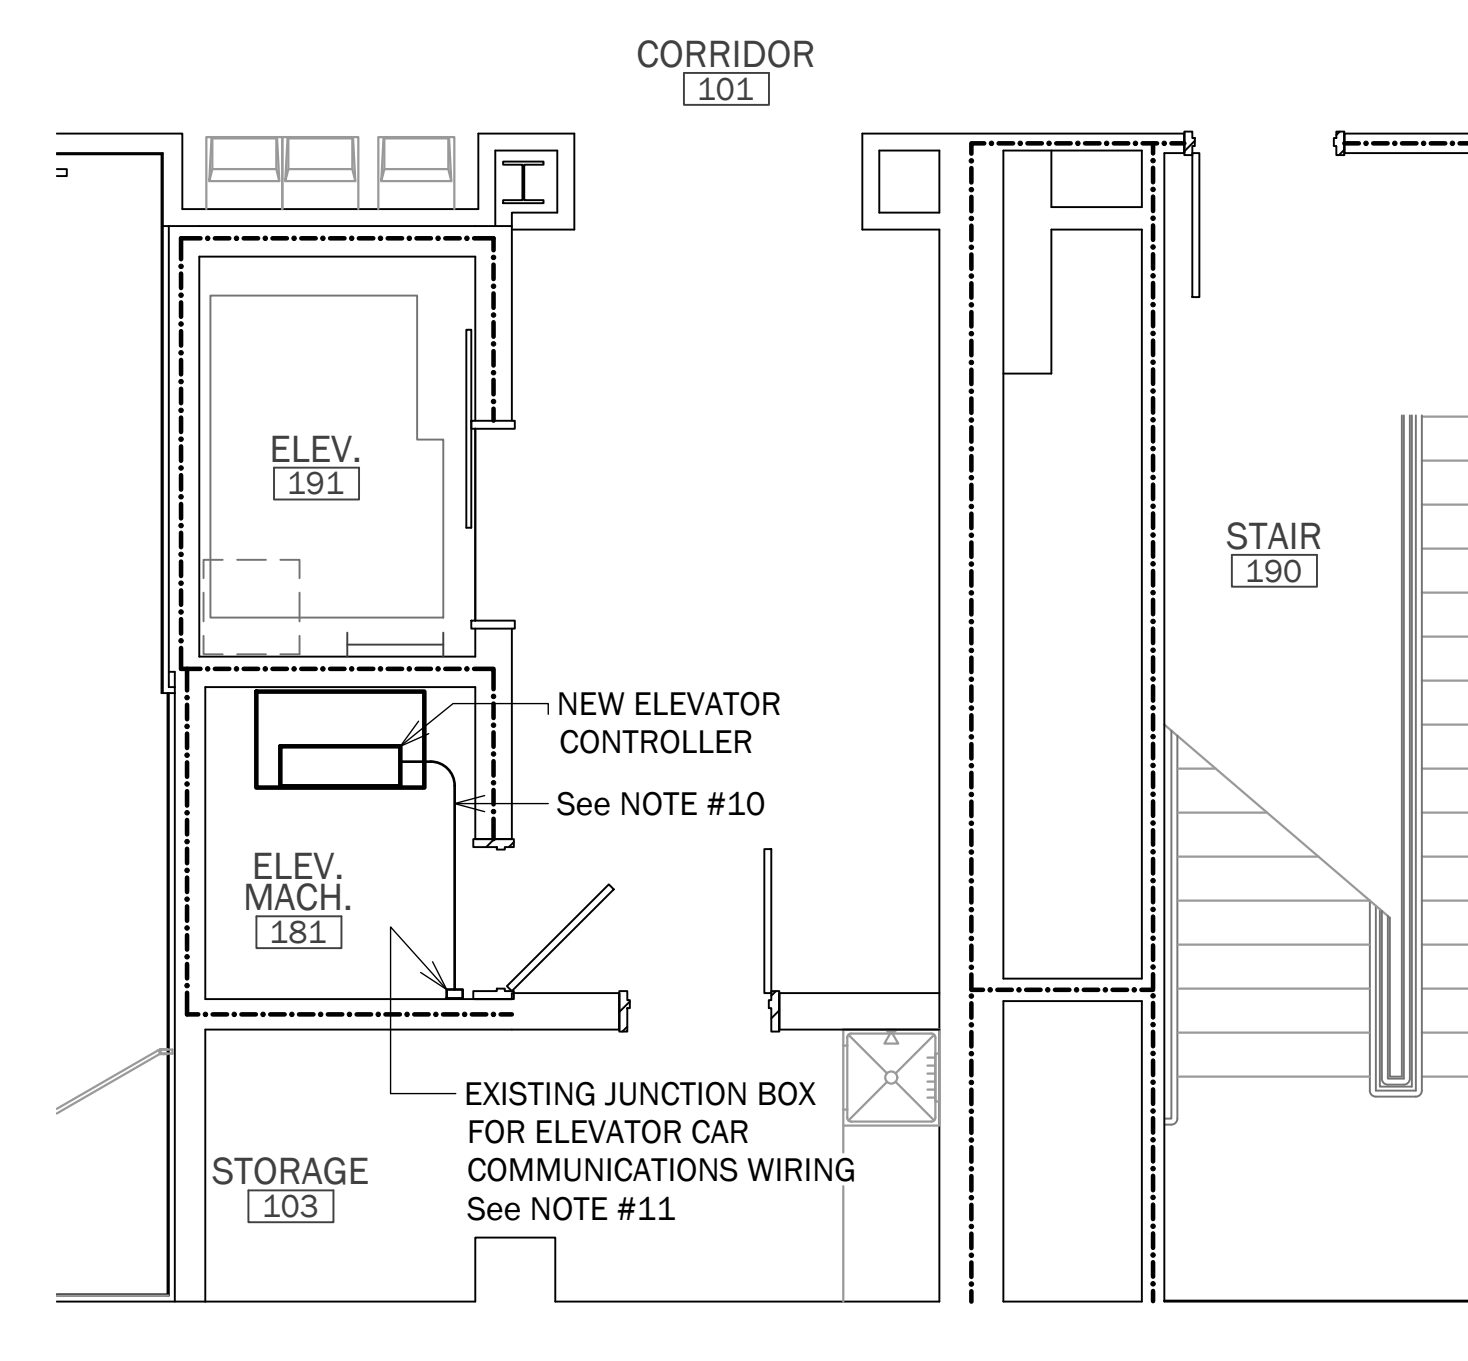 CORRIDOR
101
ELEV.
191
STAIR
190
NEW ELEVATOR
CONTROLLER
See NOTE #10
ELEV.
MACH.
181
EXISTING JUNCTION BOX
FOR ELEVATOR CAR
COMMUNICATIONS WIRING
See NOTE #11
STORAGE
103